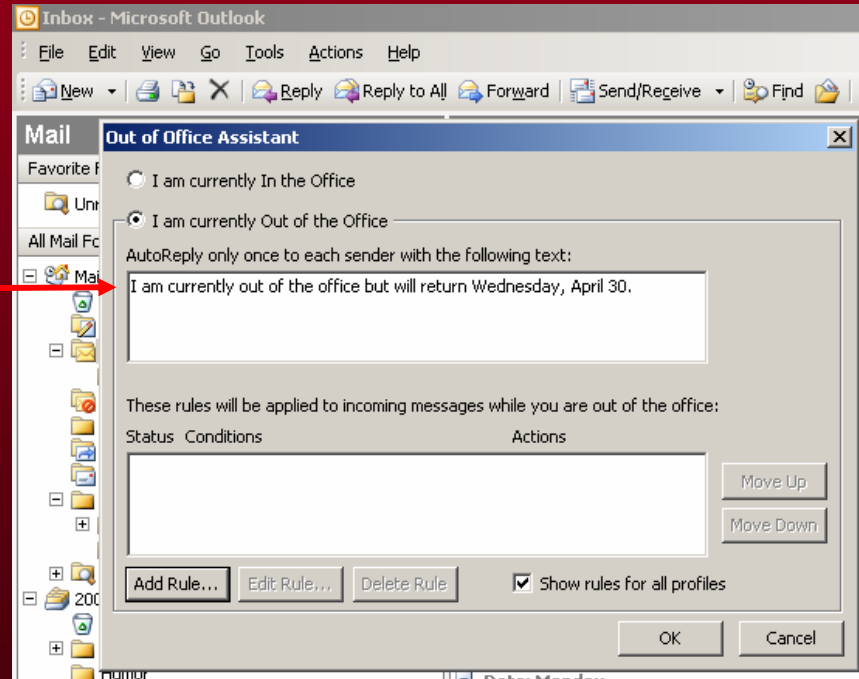 Inbox - Microsoft Outlook
File Edit View Go Tools Actions Help
New Reply Reply to All Forward Send/Receive Find
Mail
Out of Office Assistant
Favorite
I am currently In the Office
I am currently Out of the Office
All Mail
AutoReply only once to each sender with the following text:
I am currently out of the office but will return Wednesday, April 30.
These rules will be applied to incoming messages while you are out of the office:
Status Conditions Actions
Move Up
Move Down
Add Rule... Edit Rule... Delete Rule Show rules for all profiles
200
OK Cancel
Humor
Date: Monday